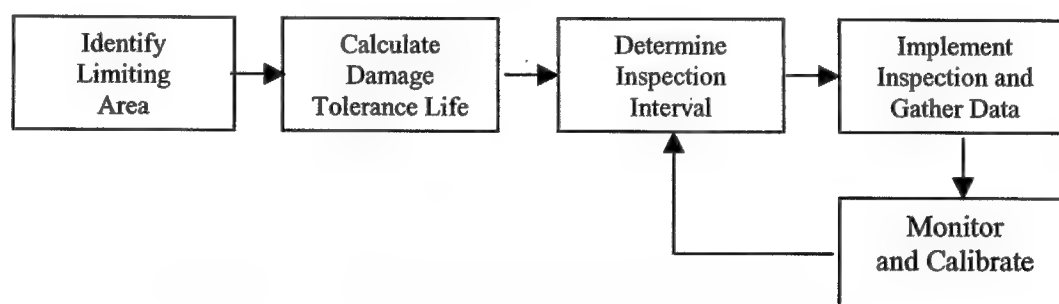 Identify
Limiting
Area
Calculate
Damage
Tolerance Life
Determine
Inspection
Interval
Implement
Inspection and
Gather Data
Monitor
and Calibrate